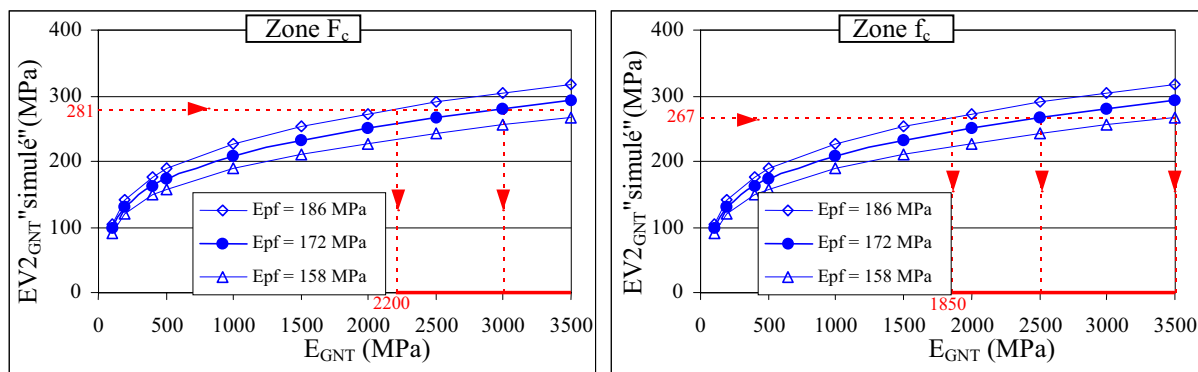 Zone Fc
EV2GNT"simulé"(MPa)
400
300
281
200
100
0
Epf = 186 MPa
Epf = 172 MPa
Epf = 158 MPa
2200
0 500 1000 1500 2000 2500 3000 3500
EGNT (MPa)
Zone fc
EV2GNT"simulé"(MPa)
400
300
267
200
100
0
Epf = 186 MPa
Epf = 172 MPa
Epf = 158 MPa
1850
0 500 1000 1500 2000 2500 3000 3500
EGNT (MPa)